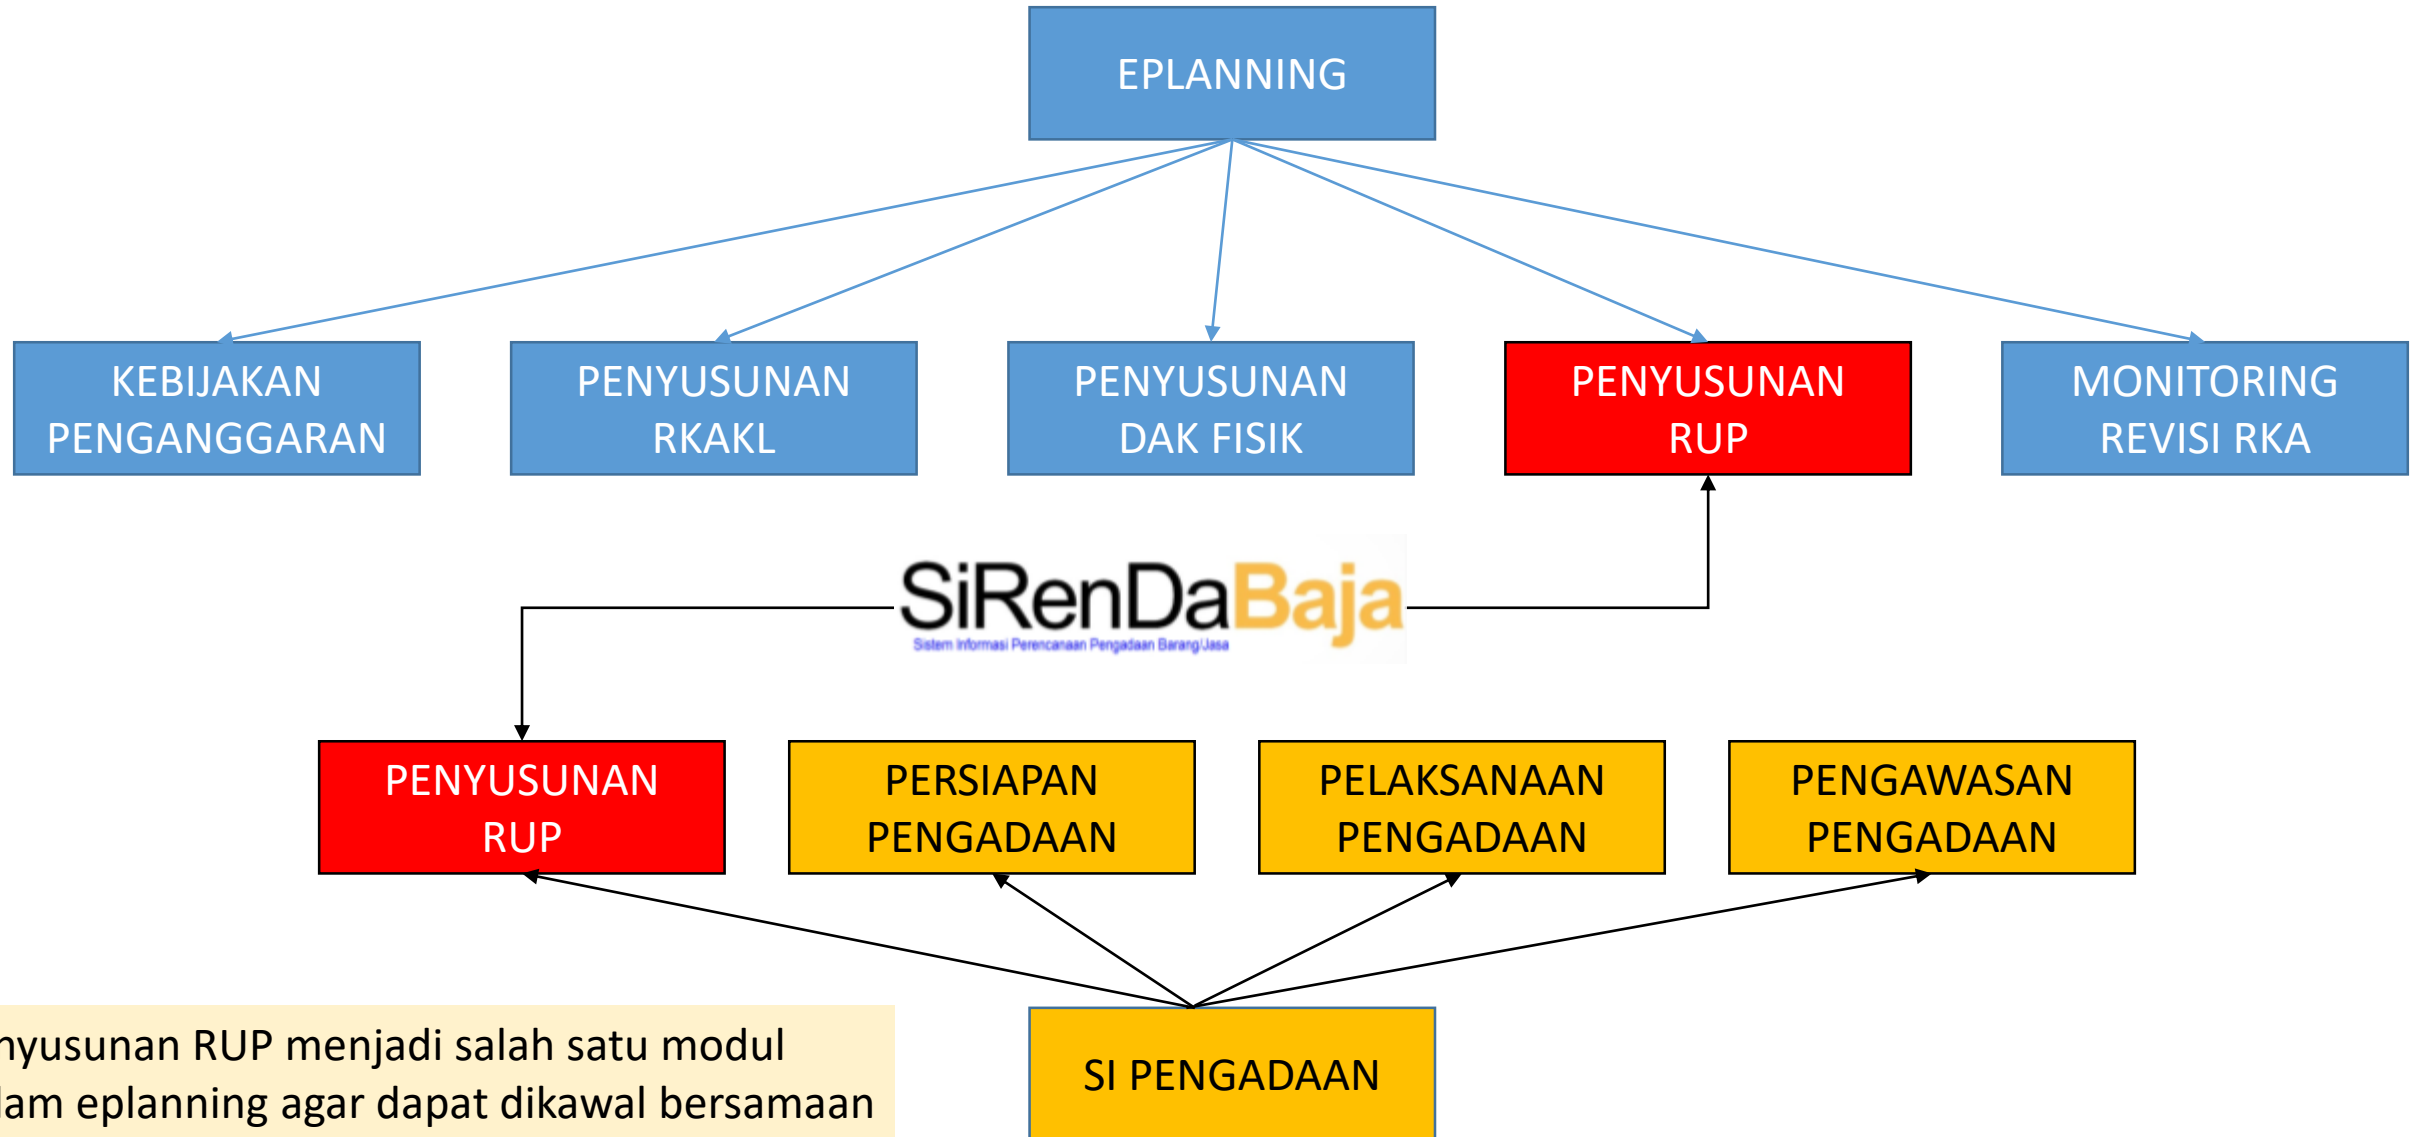 EPLANNING
KEBIJAKAN
PENGANGGARAN
PENYUSUNAN
RKAKL
PENYUSUNAN
DAK FISIK
PENYUSUNAN
RUP
MONITORING
REVISI RKA
SiRenDaBaja
Sistem Informasi Perencanaan Pengadaan Barang/Jasa
PENYUSUNAN
RUP
PERSIAPAN
PENGADAAN
PELAKSANAAN
PENGADAAN
PENGAWASAN
PENGADAAN
nyusunan RUP menjadi salah satu modul
lam eplanning agar dapat dikawal bersamaan
SI PENGADAAN